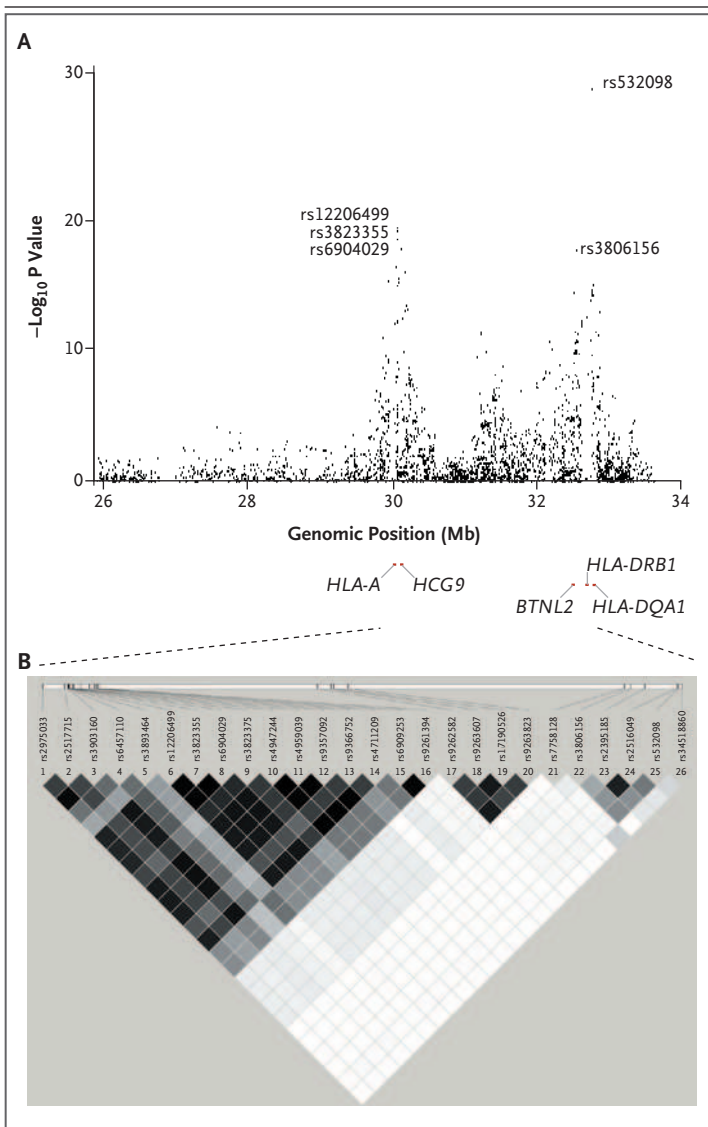 A
30
rs532098
rs12206499
20
rs3823355
rs6904029
rs3806156
–Log10 P Value
10
0
26
28
30
32
34
Genomic Position (Mb)
HLA-DRB1
HLA-A
HCG9
BTNL2
HLA-DQA1
B
rs2975033
rs2517715
rs3903160
rs6457110
rs3893464
rs12206499
rs3823355
rs6904029
rs3823375
rs4947244
rs4959039
rs9357092
rs9366752
rs4711209
rs6909253
rs9261394
rs9262582
rs9263607
rs17190526
rs9263823
rs7758128
rs3806156
rs2395185
rs2516049
rs532098
rs34518860
1 2 3 4 5 6 7 8 9 10 11 12 13 14 15 16 17 18 19 20 21 22 23 24 25 26